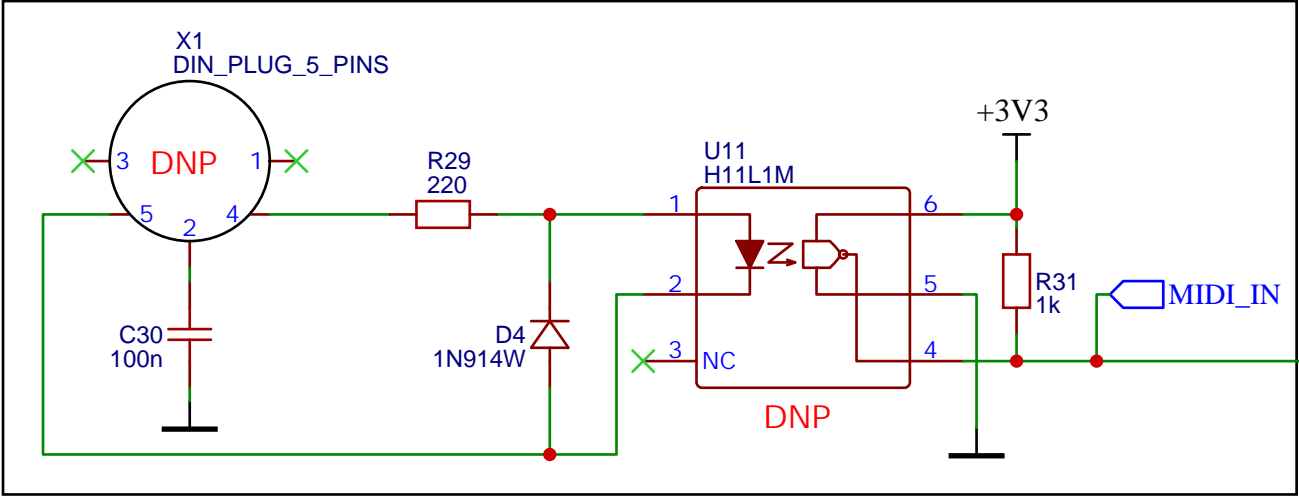 X1
DIN_PLUG_5_PINS
3
DNP
1
5
4
2
C30
100n
R29
220
D4
1N914W
U11
H11L1M
1
2
3 NC
6
5
4
DNP
+3V3
R31
1k
MIDI_IN